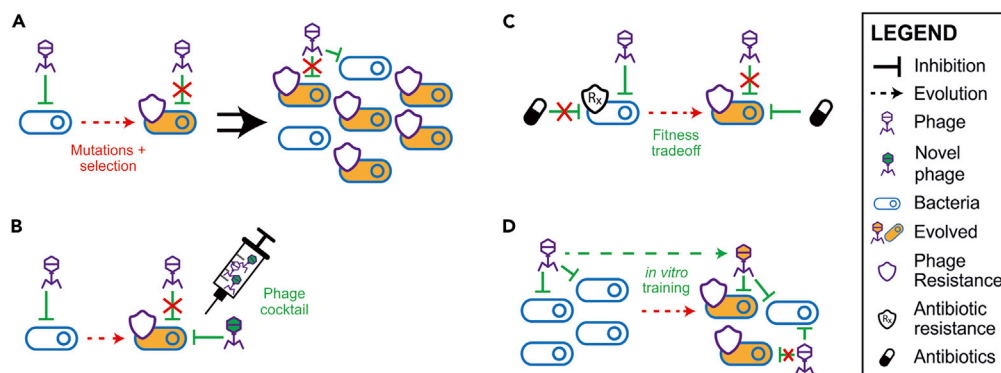 A
Mutations +
selection
B
Phage
cocktail
C
Rx
Fitness
tradeoff
D
in vitro
training
LEGEND
Inhibition
Evolution
Phage
Novel
phage
Bacteria
Evolved
Phage
Resistance
Rx
Antibiotic
resistance
Antibiotics